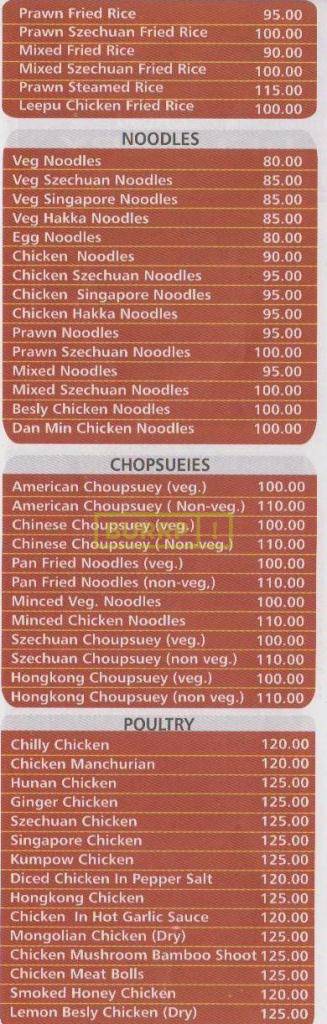 Prawn Fried Rice 95.00
Prawn Szechuan Fried Rice 100.00
Mixed Fried Rice 90.00
Mixed Szechuan Fried Rice 100.00
Prawn Steamed Rice 115.00
Leepu Chicken Fried Rice 100.00
NOODLES
Veg Noodles 80.00
Veg Szechuan Noodles 85.00
Veg Singapore Noodles 85.00
Veg Hakka Noodles 85.00
Egg Noodles 80.00
Chicken Noodles 90.00
Chicken Szechuan Noodles 95.00
Chicken Singapore Noodles 95.00
Chicken Hakka Noodles 95.00
Prawn Noodles 95.00
Prawn Szechuan Noodles 100.00
Mixed Noodles 95.00
Mixed Szechuan Noodles 100.00
Besly Chicken Noodles 100.00
Dan Min Chicken Noodles 100.00
CHOPSUEIES
American Choupsuey (veg.) 100.00
American Choupsuey ( Non-veg.) 110.00
Chinese Choupsuey (veg.) 100.00
Chinese Choupsuey ( Non-veg.) 110.00
Pan Fried Noodles (veg.) 100.00
Pan Fried Noodles (non-veg,) 110.00
Minced Veg. Noodles 100.00
Minced Chicken Noodles 110.00
Szechuan Choupsuey (veg.) 100.00
Szechuan Choupsuey (non veg.) 110.00
Hongkong Choupsuey (veg.) 100.00
Hongkong Choupsuey (non veg.) 110.00
POULTRY
Chilly Chicken 120.00
Chicken Manchurian 120.00
Hunan Chicken 125.00
Ginger Chicken 125.00
Szechuan Chicken 125.00
Singapore Chicken 125.00
Kumpow Chicken 125.00
Diced Chicken In Pepper Salt 120.00
Hongkong Chicken 125.00
Chicken In Hot Garlic Sauce 120.00
Mongolian Chicken (Dry) 125.00
Chicken Mushroom Bamboo Shoot 125.00
Chicken Meat Bolls 125.00
Smoked Honey Chicken 120.00
Lemon Besly Chicken (Dry) 125.00